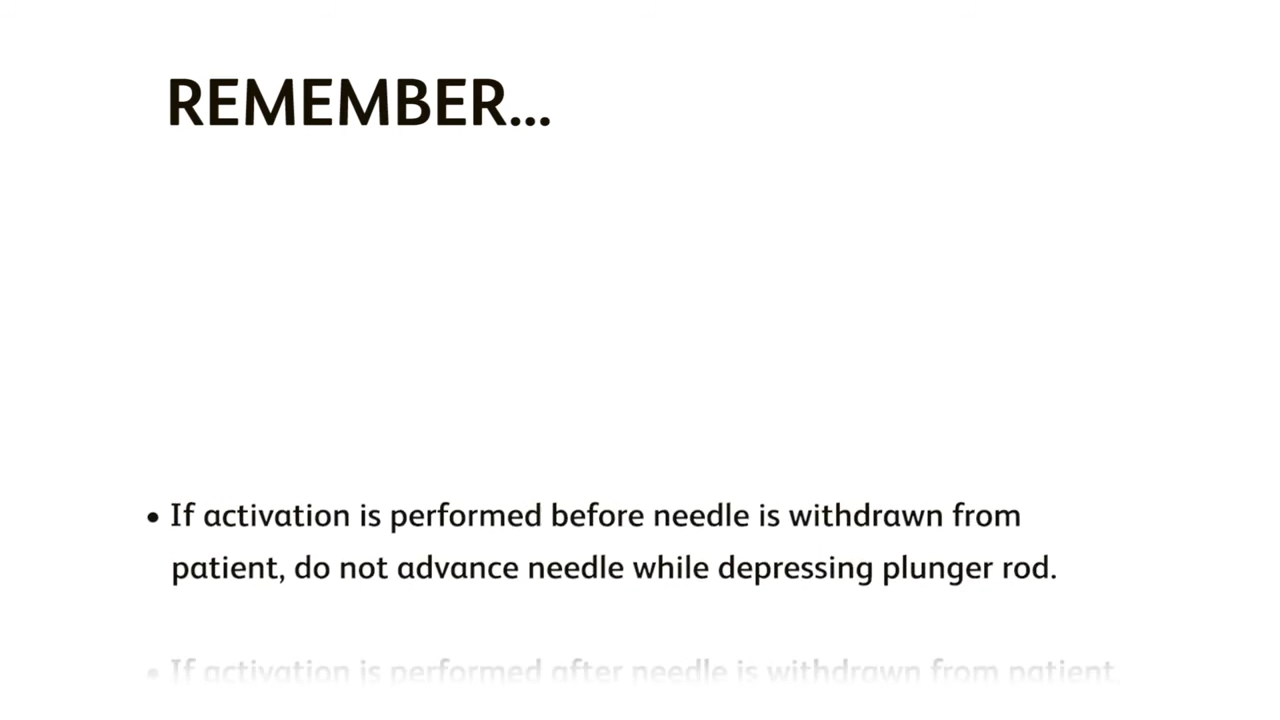 REMEMBER...
• If activation is performed before needle is withdrawn from
patient, do not advance needle while depressing plunger rod.
• If activation is performed after needle is withdrawn from patient